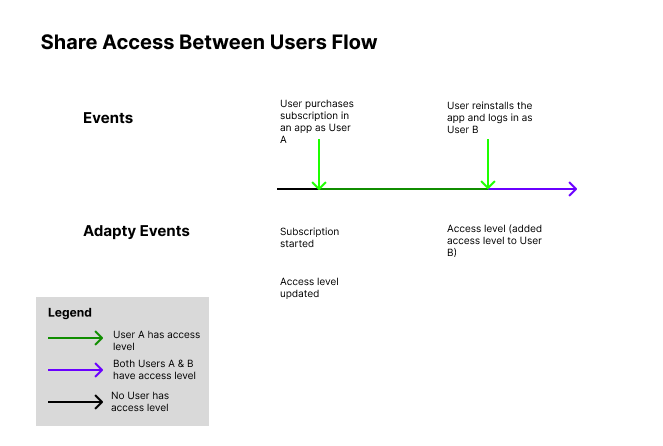 Share Access Between Users Flow
Events
User purchases
subscription in
an app as User
A
User reinstalls the
app and logs in as
User B
Adapty Events
Subscription
started
Access level (added
access level to User
B)
Access level
updated
Legend
User A has access
level
Both Users A & B
have access level
No User has
access level